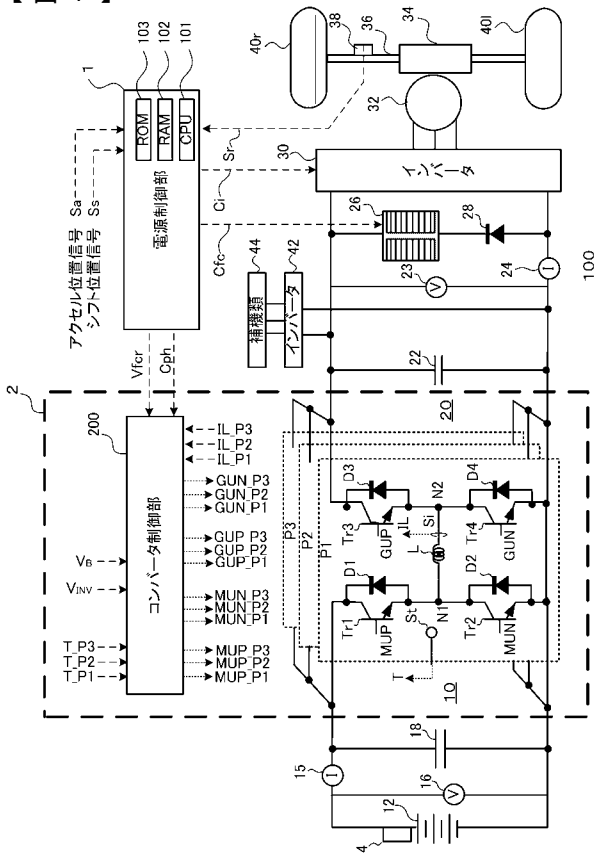 アクセル位置信号 Sa
シフト位置信号 Ss
1
電源制御部
ROM
RAM
CPU
103
102
101
Sr
Ci
Cfc
Vfcr
Cph
40r
38
36
34
40l
32
30
インバータ
26
28
23
V
24
I
44
補機類
42
インバータ
22
100
2
200
コンバータ制御部
VB
VINV
T_P3
T_P2
T_P1
IL_P3
IL_P2
IL_P1
GUN_P3
GUN_P2
GUN_P1
GUP_P3
GUP_P2
GUP_P1
MUN_P3
MUN_P2
MUN_P1
MUP_P3
MUP_P2
MUP_P1
20
P3
P2
P1
D3
Tr3
GUP
IL
N2
Si
L
D4
Tr4
GUN
D1
Tr1
MUP
St
N1
D2
Tr2
MUN
T
10
18
15
I
16
V
12
4